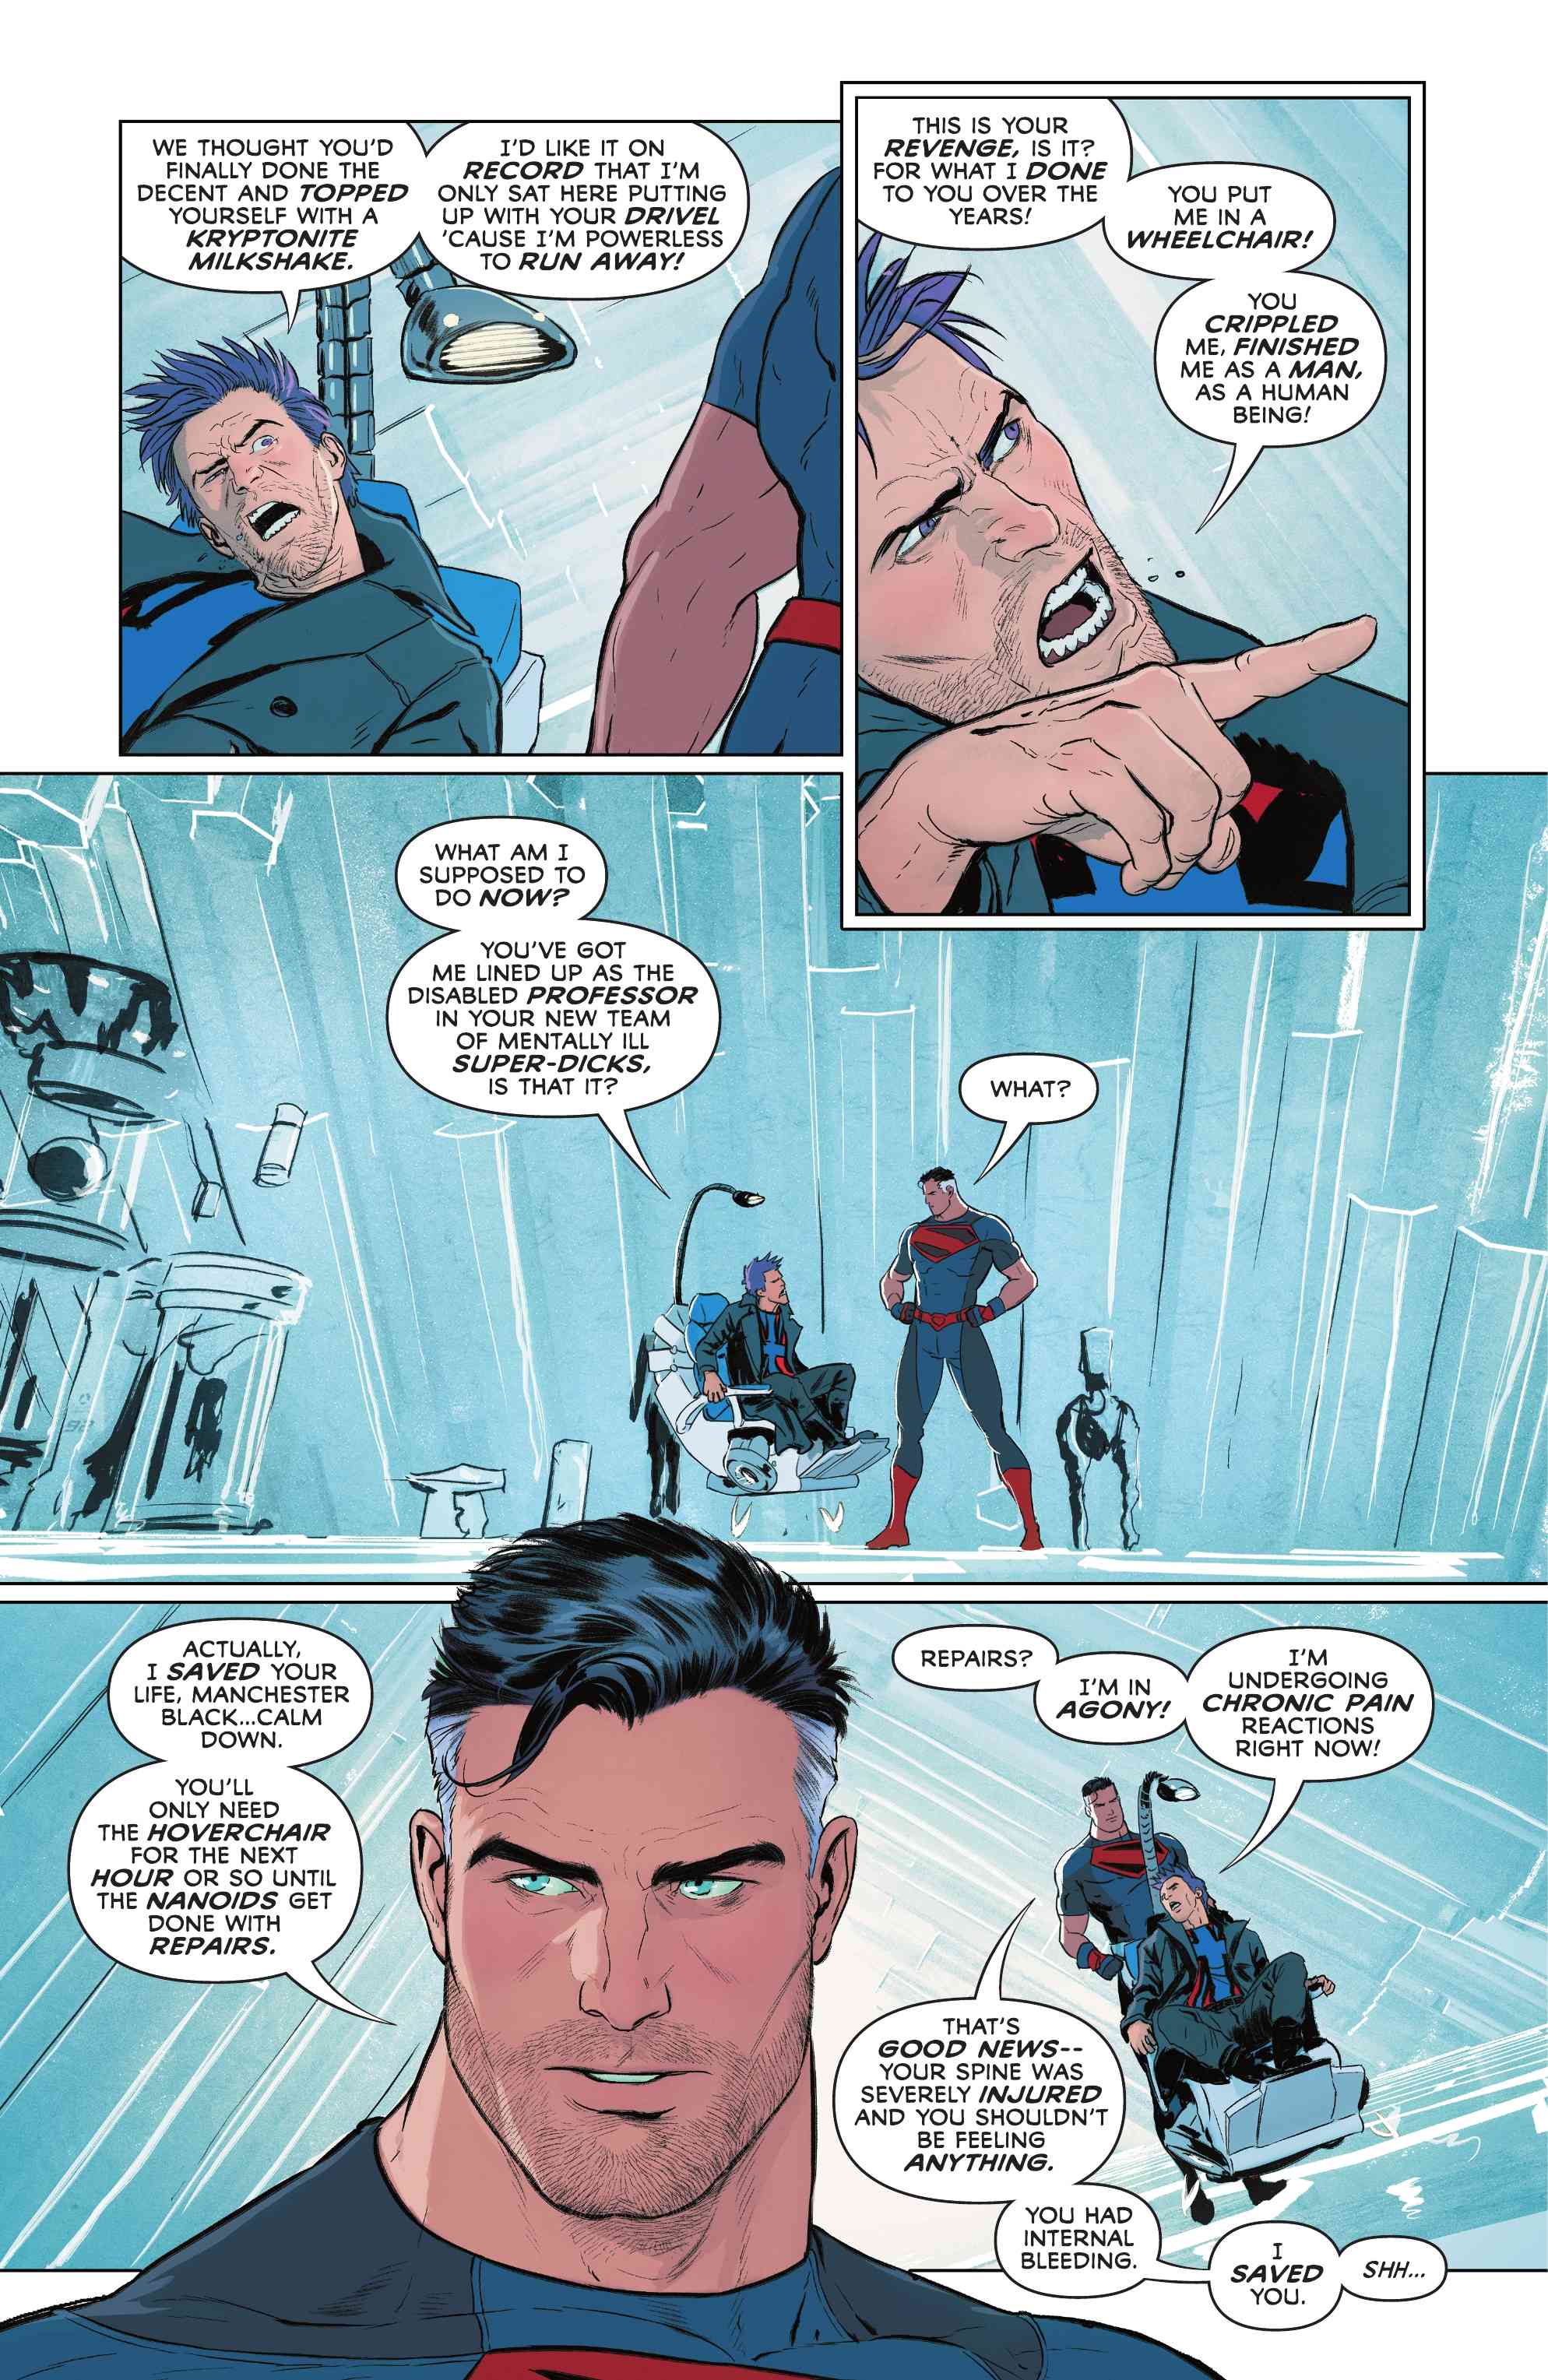 WE THOUGHT YOU'D
FINALLY DONE THE
DECENT AND TOPPED
YOURSELF WITH A
KRYPTONITE
MILKSHAKE.
I'D LIKE IT ON
RECORD THAT I'M
ONLY SAT HERE PUTTING
UP WITH YOUR DRIVEL
'CAUSE I'M POWERLESS
TO RUN AWAY!
THIS IS YOUR
REVENGE, IS IT?
FOR WHAT I DONE
TO YOU OVER THE
YEARS!
YOU PUT
ME IN A
WHEELCHAIR!
YOU
CRIPPLED
ME, FINISHED
ME AS A MAN,
AS A HUMAN
BEING!
WHAT AM I
SUPPOSED TO
DO NOW?
YOU'VE GOT
ME LINED UP AS THE
DISABLED PROFESSOR
IN YOUR NEW TEAM
OF MENTALLY ILL
SUPER-DICKS,
IS THAT IT?
WHAT?
ACTUALLY,
I SAVED YOUR
LIFE, MANCHESTER
BLACK...CALM
DOWN.
YOU'LL
ONLY NEED
THE HOVERCHAIR
FOR THE NEXT
HOUR OR SO UNTIL
THE NANOIDS GET
DONE WITH
REPAIRS.
REPAIRS?
I'M IN
AGONY!
I'M
UNDERGOING
CHRONIC PAIN
REACTIONS
RIGHT NOW!
THAT'S
GOOD NEWS--
YOUR SPINE WAS
SEVERELY INJURED
AND YOU SHOULDN'T
BE FEELING
ANYTHING.
YOU HAD
INTERNAL
BLEEDING.
I
SAVED
YOU.
SHH...